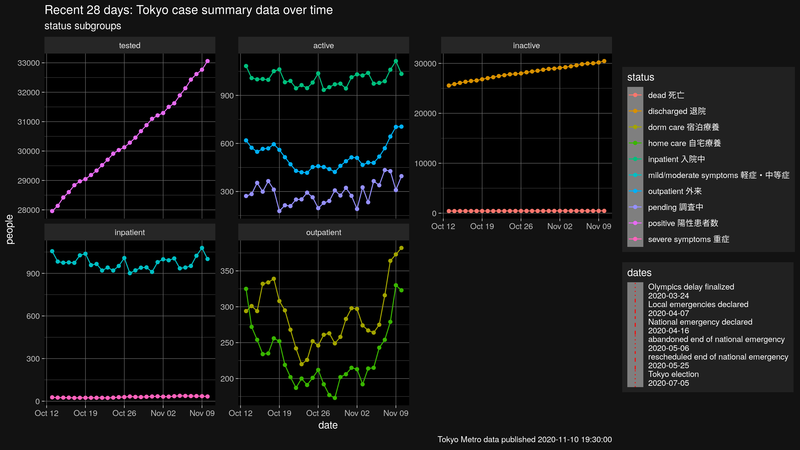 Recent 28 days: Tokyo case summary data over time
status subgroups
tested
active
inactive
33000
32000
31000
30000
29000
28000
900
600
300
30000
20000
10000
0
Oct 12
Oct 19
Oct 26
Nov 02
Nov 09
people
inpatient
outpatient
900
600
300
0
350
300
250
200
Oct 12
Oct 19
Oct 26
Nov 02
Nov 09
Oct 12
Oct 19
Oct 26
Nov 02
Nov 09
date
status
dead 死亡
discharged 退院
dorm care 宿泊療養
home care 自宅療養
inpatient 入院中
mild/moderate symptoms 軽症・中等症
outpatient 外来
pending 調査中
positive 陽性患者数
severe symptoms 重症
dates
Olympics delay finalized
2020-03-24
Local emergencies declared
2020-04-07
National emergency declared
2020-04-16
abandoned end of national emergency
2020-05-06
rescheduled end of national emergency
2020-05-25
Tokyo election
2020-07-05
Tokyo Metro data published 2020-11-10 19:30:00